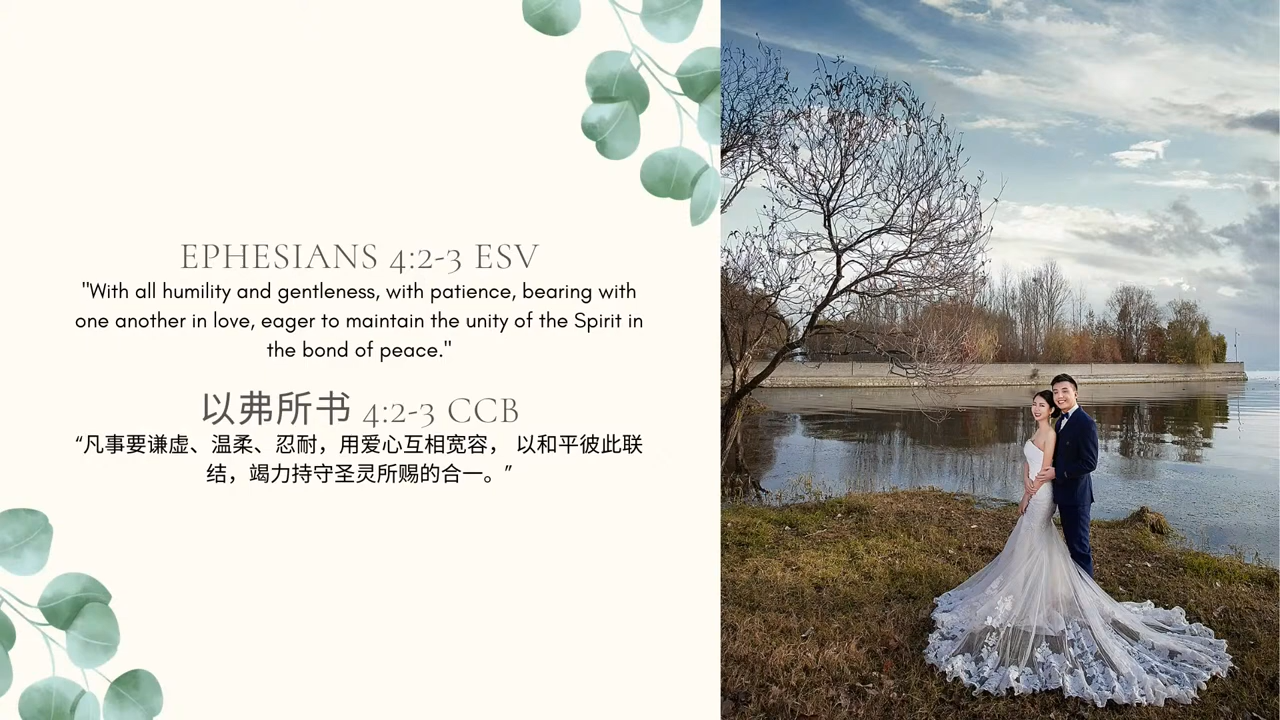 EPHESIANS 4:2-3 ESV
"With all humility and gentleness, with patience, bearing with
one another in love, eager to maintain the unity of the Spirit in
the bond of peace."
以弗所书 4:2-3 CCB
“凡事要谦虚、温柔、忍耐，用爱心互相宽容， 以和平彼此联
结，竭力持守圣灵所赐的合一。”